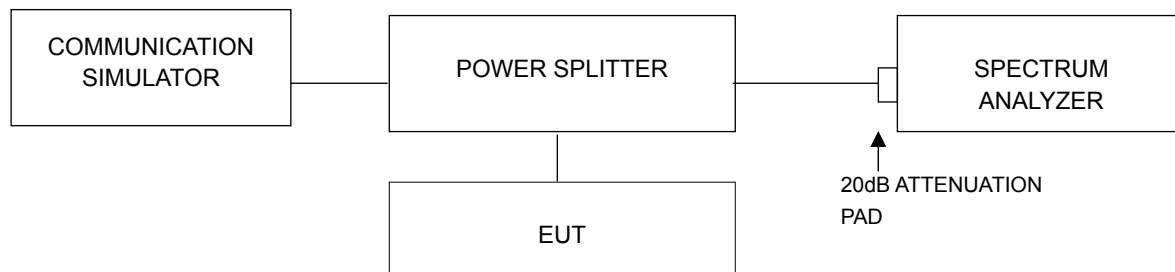 COMMUNICATION
SIMULATOR
POWER SPLITTER
SPECTRUM
ANALYZER
20dB ATTENUATION
PAD
EUT